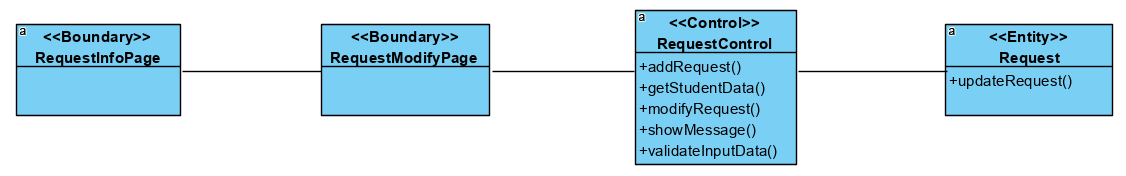 a
<<Boundary>>
RequestInfoPage
<<Boundary>>
RequestModifyPage
a
<<Control>>
RequestControl
+addRequest()
+getStudentData()
+modifyRequest()
+showMessage()
+validateInputData()
a
<<Entity>>
Request
+updateRequest()